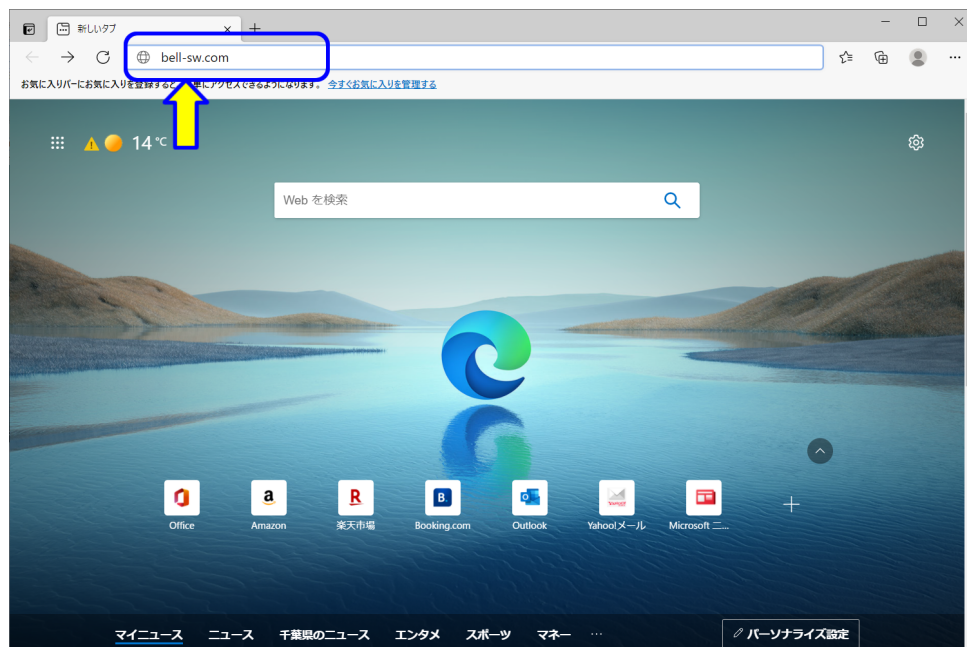 新しいタブ
bell-sw.com
お気に入りバーにお気に入りを登録すると 単にアクセスできるようになります。 今すぐお気に入りを管理する
14 ℃
Web を検索
Office
Amazon
楽天市場
Booking.com
Outlook
Yahoo!メール
Microsoft ニ...
マイニュース ニュース 千葉県のニュース エンタメ スポーツ マネー ... パーソナライズ設定